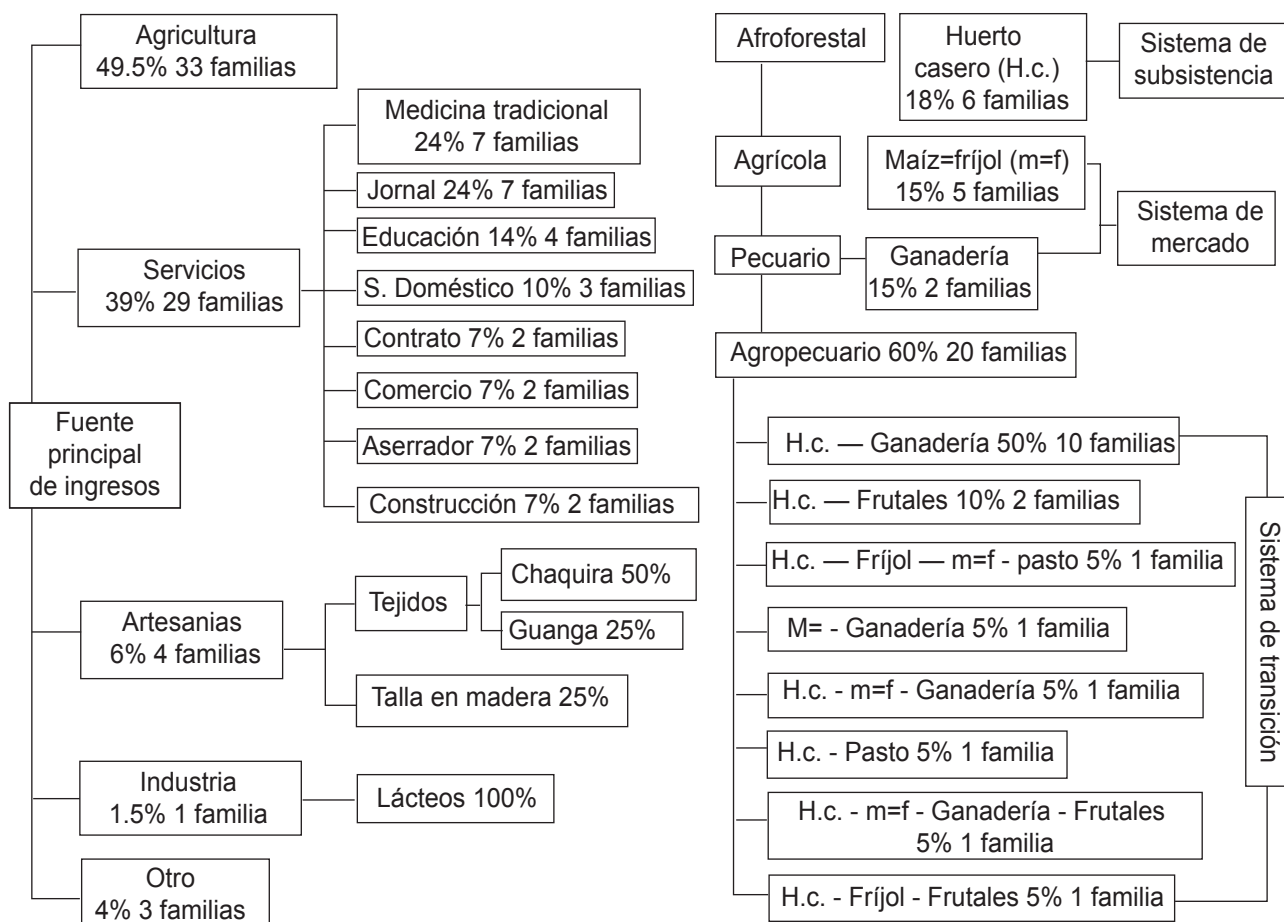 Agricultura
49.5% 33 familias
Servicios
39% 29 familias
Fuente
principal
de ingresos
Artesanias
6% 4 familias
Industria
1.5% 1 familia
Otro
4% 3 familias
Medicina tradicional
24% 7 familias
Jornal 24% 7 familias
Educación 14% 4 familias
S. Doméstico 10% 3 familias
Contrato 7% 2 familias
Comercio 7% 2 familias
Aserrador 7% 2 familias
Construcción 7% 2 familias
Tejidos
Chaquira 50%
Guanga 25%
Talla en madera 25%
Lácteos 100%
Afroforestal
Huerto
casero (H.c.)
18% 6 familias
Sistema de
subsistencia
Agrícola
Maíz=fríjol (m=f)
15% 5 familias
Sistema de
mercado
Pecuario
Ganadería
15% 2 familias
Agropecuario 60% 20 familias
H.c. — Ganadería 50% 10 familias
H.c. — Frutales 10% 2 familias
H.c. — Fríjol — m=f - pasto 5% 1 familia
M= - Ganadería 5% 1 familia
H.c. - m=f - Ganadería 5% 1 familia
H.c. - Pasto 5% 1 familia
H.c. - m=f - Ganadería - Frutales
5% 1 familia
H.c. - Fríjol - Frutales 5% 1 familia
Sistema de transición